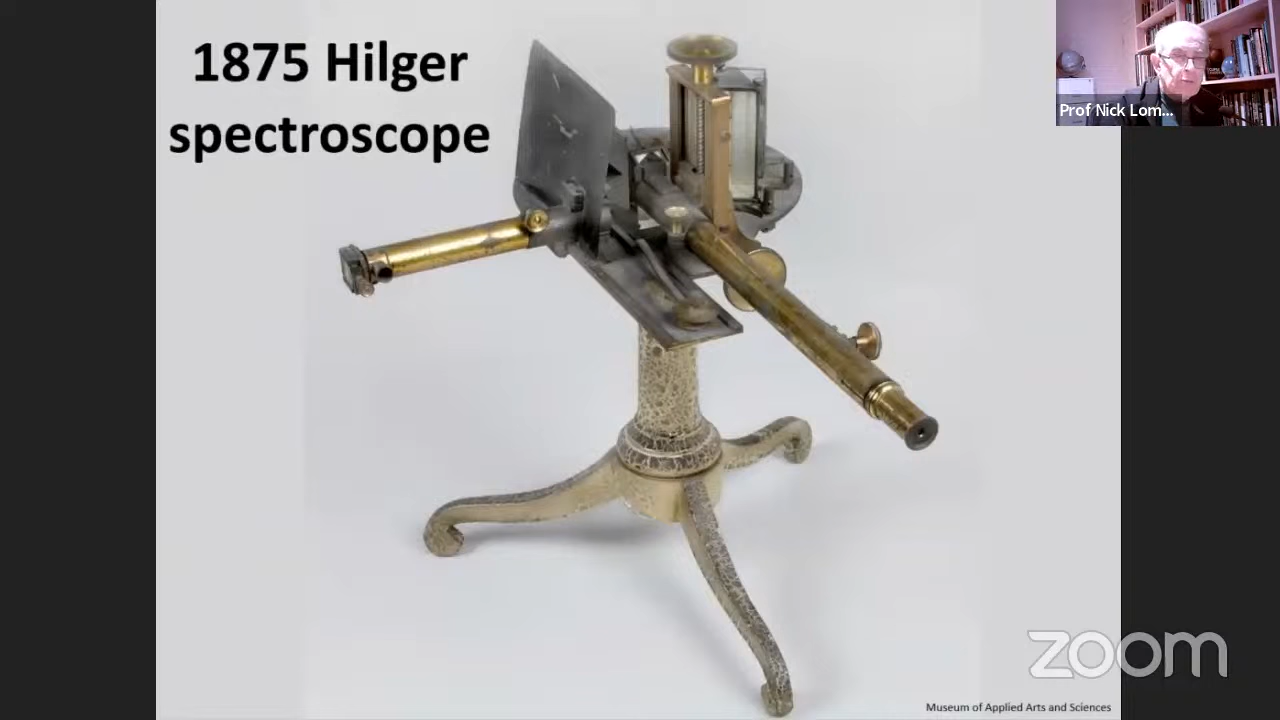 1875 Hilger
spectroscope
Prof Nick Lom...
zoom
Museum of Applied Arts and Sciences